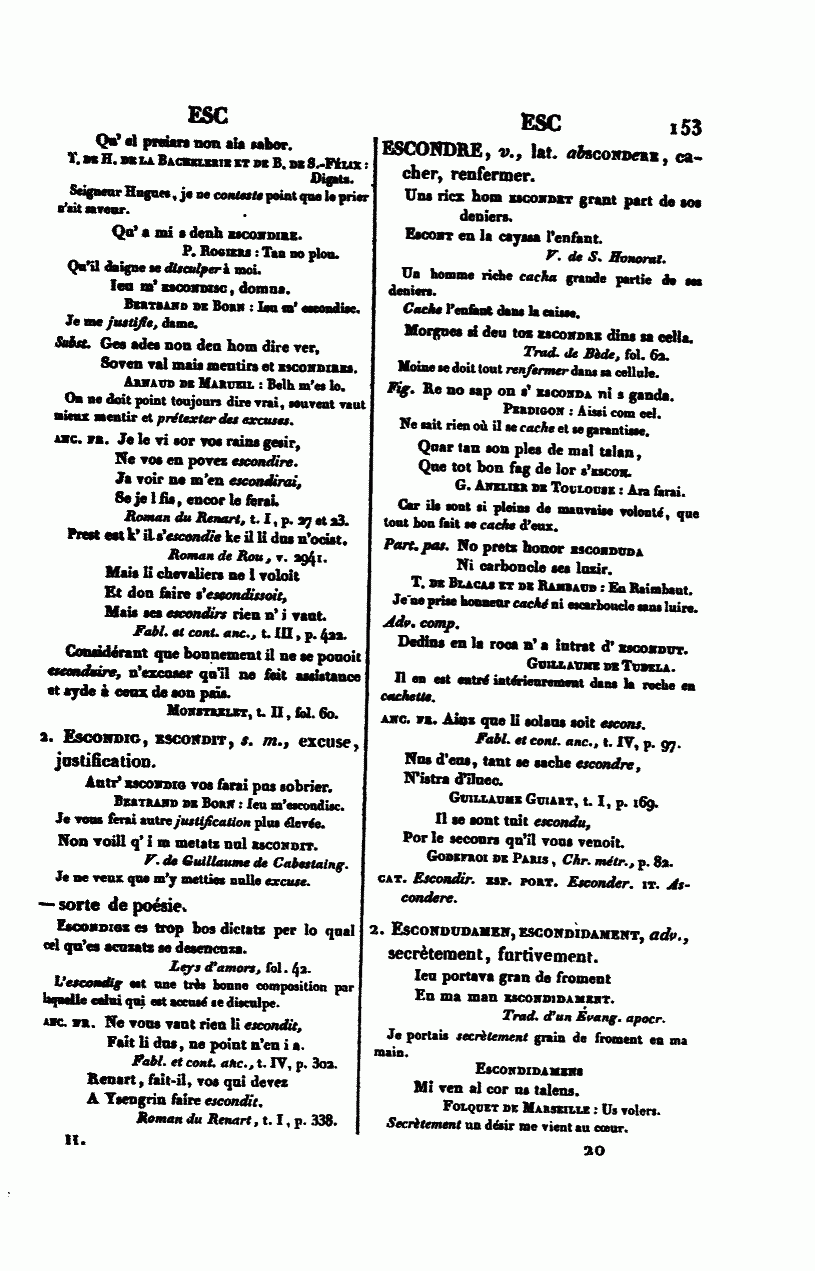 ESC
Qu' el preiars non aia sabor.
T. DE H. DE LA BACHELERIE ET DE B. DE S.-FÉLIX :
Digats.
Seigneur Hugues, je ne conteste point que le prier
n'ait saveur.
Qu' a mi s denh ESCONDIRE.
P. ROGIERS : Tan no plou.
Qu'il daigne se disculper à moi.
Ieu m' ESCONDISC, domna.
BERTRAND DE BORN : Ieu m' escondisc.
Je me justifie, dame.
Subst. Ges ades non den hom dire ver,
Soven val mais mentirs et ESCONDIRES.
ARNAUD DE MARUEIL : Belh m'es lo.
On ne doit point toujours dire vrai, souvent vaut
mieux mentir et prétexter des excuses.
ANC. FR. Je le vi sor vos rains gesir,
Ne vos en povez escondire.
Ja voir ne m'en escondirai,
Se je l fis, encor le ferai.
Roman du Renart, t. I, p. 27 et 23.
Prest est k' il s'escondie ke il li dus n'ocist.
Roman de Rou, v. 2941.
Mais li chevaliers ne l voloit
Et don faire s'escondissoit,
Mais ses escondirs rien n' i vaut.
Fabl. et cont. anc., t. III, p. 422.
Considérant que bonnement il ne se pouoit
esconduire, n'excuser qu'il ne feit assistance
et ayde à ceux de son païs.
MONSTRELET, t. II, fol. 60.
2. ESCONDIG, ESCONDIT, s. m., excuse,
justification.
Autr' ESCONDIG vos farai pus sobrier.
BERTRAND DE BORN : Ieu m'escondisc.
Je vous ferai autre justification plus élevée.
Non voill q' i m metats nul ESCONDIT.
V. de Guillaume de Cabestaing.
Je ne veux que m'y metties nulle excuse.
— sorte de poésie.
ESCONDIGZ es trop bos dictatz per lo qual
cel qu'es acuzatz se desencuza.
Leys d'amors, fol. 42.
L'escondig est une très bonne composition par
laquelle celui qui est accusé se disculpe.
ANC. FR. Ne vous vaut rien li escondit,
Fait li dus, ne point n'en i a.
Fabl. et cont. anc., t. IV, p. 302.
Renart, fait-il, vos qui devez
A Ysengrin faire escondit.
Roman du Renart, t. I, p. 338.
II.
ESC
153
ESCONDRE, v., lat. abscondere, ca-
cher, renfermer.
Uns ricx hom ESCONDET grant part de sos
deniers.
ESCONT en la cayssa l'enfant.
V. de S. Honorat.
Un homme riche cacha grande partie de ses
deniers.
Cache l'enfant dans la caisse.
Morgues si deu toz ESCONDRE dins sa cella.
Trad. de Bède, fol. 62.
Moine se doit tout renfermer dans sa cellule.
Fig. Re no sap on s' ESCONDA ni s ganda.
PERDIGON : Aissi com cel.
Ne sait rien où il se cache et se garantisse.
Quar tan son ples de mal talan,
Que tot bon fag de lor s'ESCON.
G. ANELIER DE TOULOUSE : Ara farai.
Car ils sont si pleins de mauvaise volonté, que
tout bon fait se cache d'eux.
Part. pas. No pretz honor ESCONDUDA
Ni carboncle ses luzir.
T. DE BLACAS ET DE RAMBAUD : En Raimbaut.
Je ne prise honneur caché ni escarboucle sans luire.
Adv. comp.
Dedins en la roca n' a intrat d' ESCONDUT.
GUILLAUME DE TUDELA.
Il en est entré intérieurement dans la roche en
cachette.
ANC. FR. Ainz que li solaus soit escons.
Fabl. et cont. anc., t. IV, p. 97.
Nus d'eus, tant se sache escondre,
N'istra d'iluec.
GUILLAUME GUIART, t. I, p. 169.
Il se sont tuit escondu,
Por le secours qu'il vous venoit.
GODEFROI DE PARIS, Chr. métr., p. 82.
CAT. Escondir. ESP. PORT. Esconder. IT. As-
condere.
2. ESCONDUDAMEN, ESCONDIDAMENT, adv.,
secrètement, furtivement.
Ieu portava gran de froment
En ma man ESCONDIDAMENT.
Trad. d'un Évang. apocr.
Je portais secrètement grain de froment en ma
main.
ESCONDIDAMENS
Mi ven al cor us talens.
FOLQUET DE MARSEILLE : Us volers.
Secrètement un désir me vient au cœur.
20